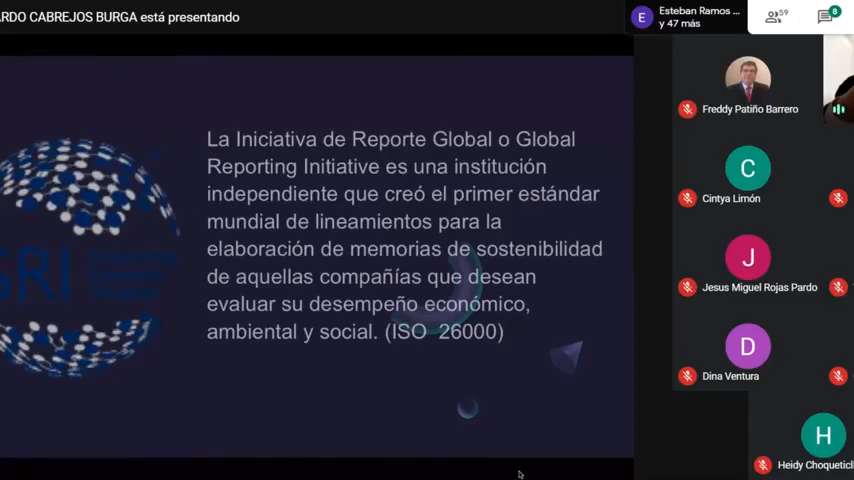 ARDO CABREJOS BURGA está presentando
E
Esteban Ramos ...
y 47 más
59
8
La Iniciativa de Reporte Global o Global
Reporting Initiative es una institución
independiente que creó el primer estándar
mundial de lineamientos para la
elaboración de memorias de sostenibilidad
de aquellas compañías que desean
evaluar su desempeño económico,
ambiental y social. (ISO 26000)
GRI
Freddy Patiño Barrero
C
Cintya Limón
J
Jesus Miguel Rojas Pardo
D
Dina Ventura
H
Heidy Choquetic